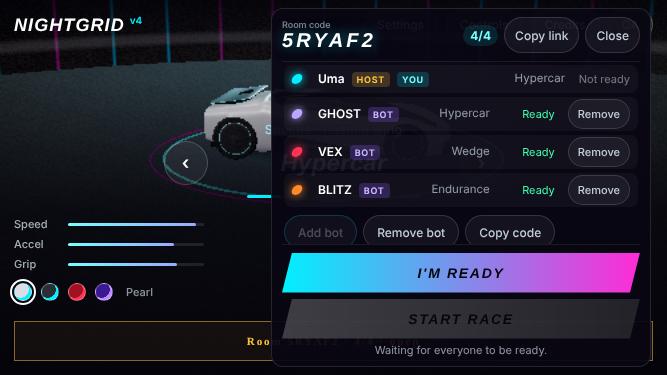 NIGHTGRID v4
Settings
Room code
5RYAF2
4/4
Copy link
Close
Uma HOST YOU Hypercar Not ready
GHOST BOT Hypercar Ready Remove
VEX BOT Wedge Ready Remove
BLITZ BOT Endurance Ready Remove
Hypercar
‹
Add bot Remove bot Copy code
Speed
Accel
Grip
Pearl
I'M READY
START RACE
Waiting for everyone to be ready.